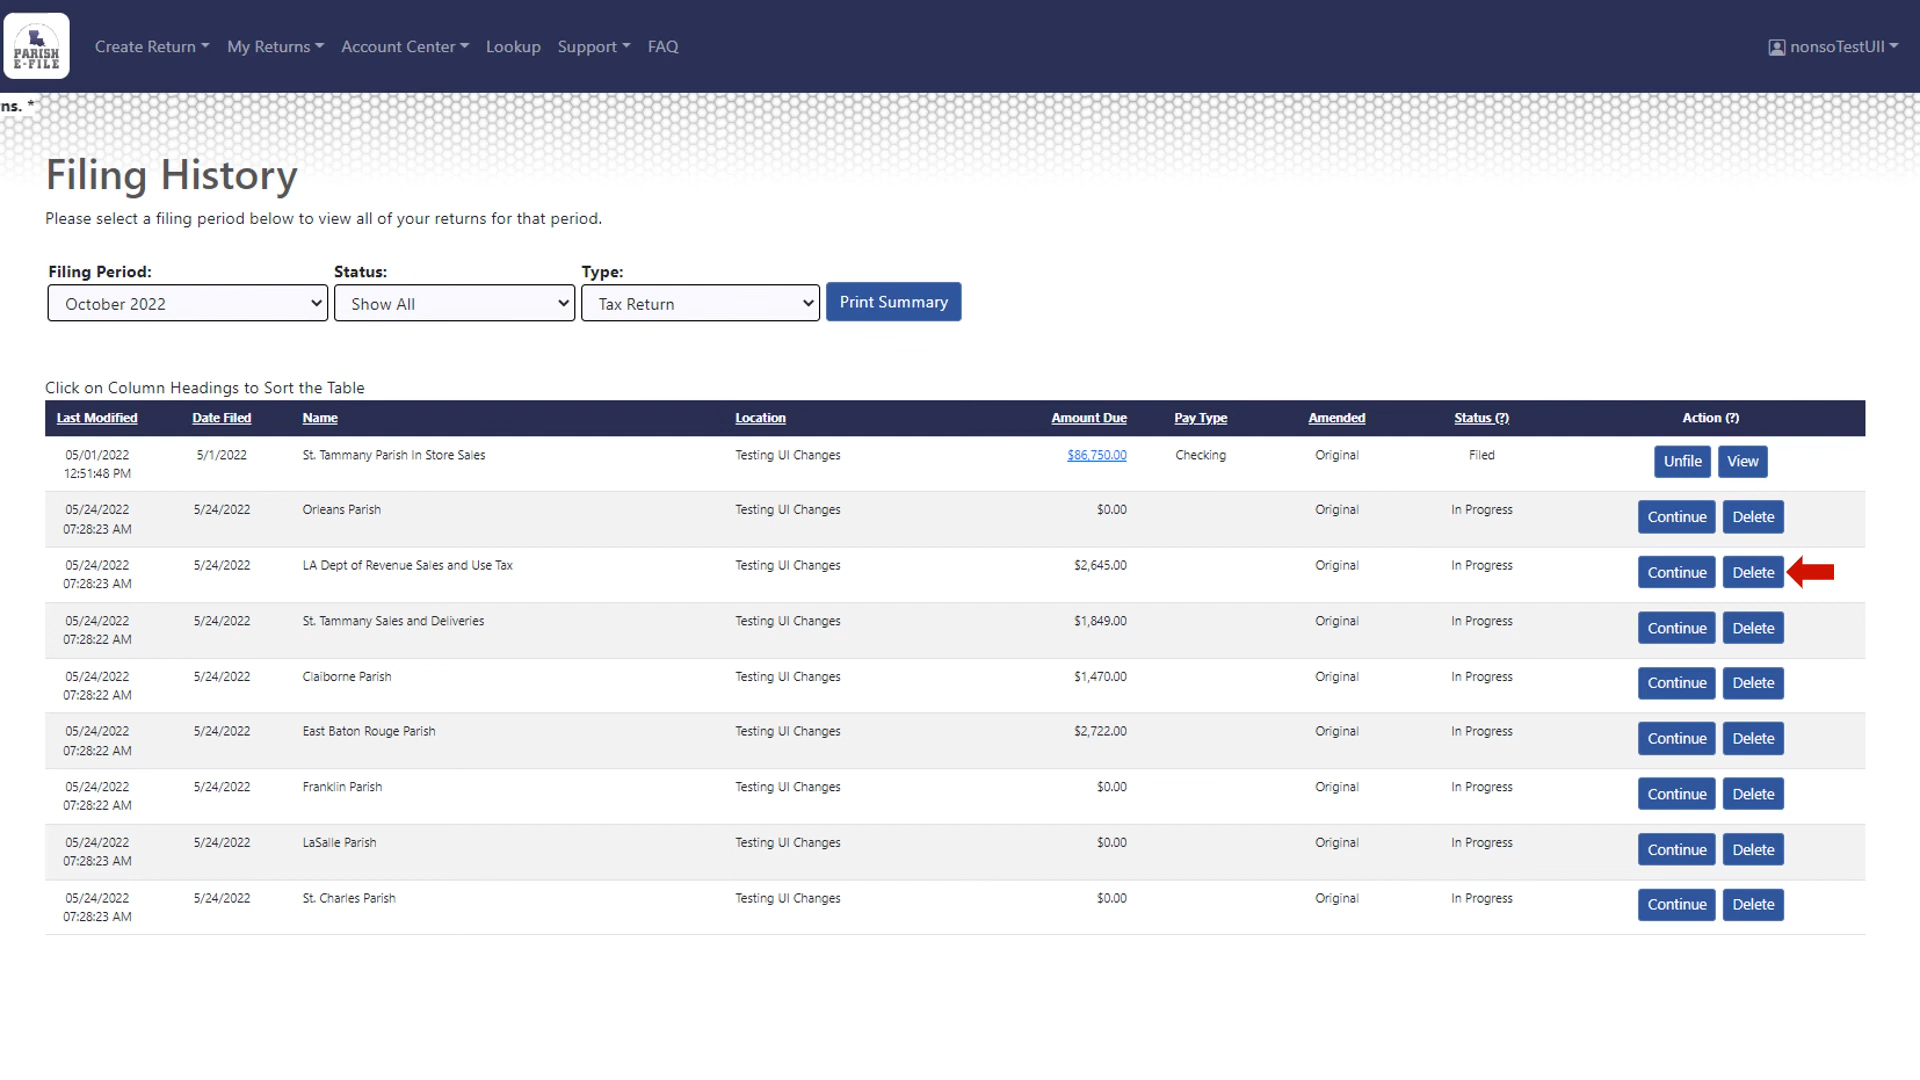 PARISH
E-FILE
Create Return
My Returns
Account Center
Lookup
Support
FAQ
nonsoTestUII
ns. *
Filing History
Please select a filing period below to view all of your returns for that period.
Filing Period: Status: Type:
October 2022 Show All Tax Return Print Summary
Click on Column Headings to Sort the Table
Last Modified Date Filed Name Location Amount Due Pay Type Amended Status (?) Action (?)
05/01/2022 5/1/2022 St. Tammany Parish In Store Sales Testing UI Changes $86,750.00 Checking Original Filed Unfile View
12:51:48 PM
05/24/2022 5/24/2022 Orleans Parish Testing UI Changes $0.00 Original In Progress Continue Delete
07:28:23 AM
05/24/2022 5/24/2022 LA Dept of Revenue Sales and Use Tax Testing UI Changes $2,645.00 Original In Progress Continue Delete
07:28:23 AM
05/24/2022 5/24/2022 St. Tammany Sales and Deliveries Testing UI Changes $1,849.00 Original In Progress Continue Delete
07:28:22 AM
05/24/2022 5/24/2022 Claiborne Parish Testing UI Changes $1,470.00 Original In Progress Continue Delete
07:28:22 AM
05/24/2022 5/24/2022 East Baton Rouge Parish Testing UI Changes $2,722.00 Original In Progress Continue Delete
07:28:22 AM
05/24/2022 5/24/2022 Franklin Parish Testing UI Changes $0.00 Original In Progress Continue Delete
07:28:22 AM
05/24/2022 5/24/2022 LaSalle Parish Testing UI Changes $0.00 Original In Progress Continue Delete
07:28:23 AM
05/24/2022 5/24/2022 St. Charles Parish Testing UI Changes $0.00 Original In Progress Continue Delete
07:28:23 AM